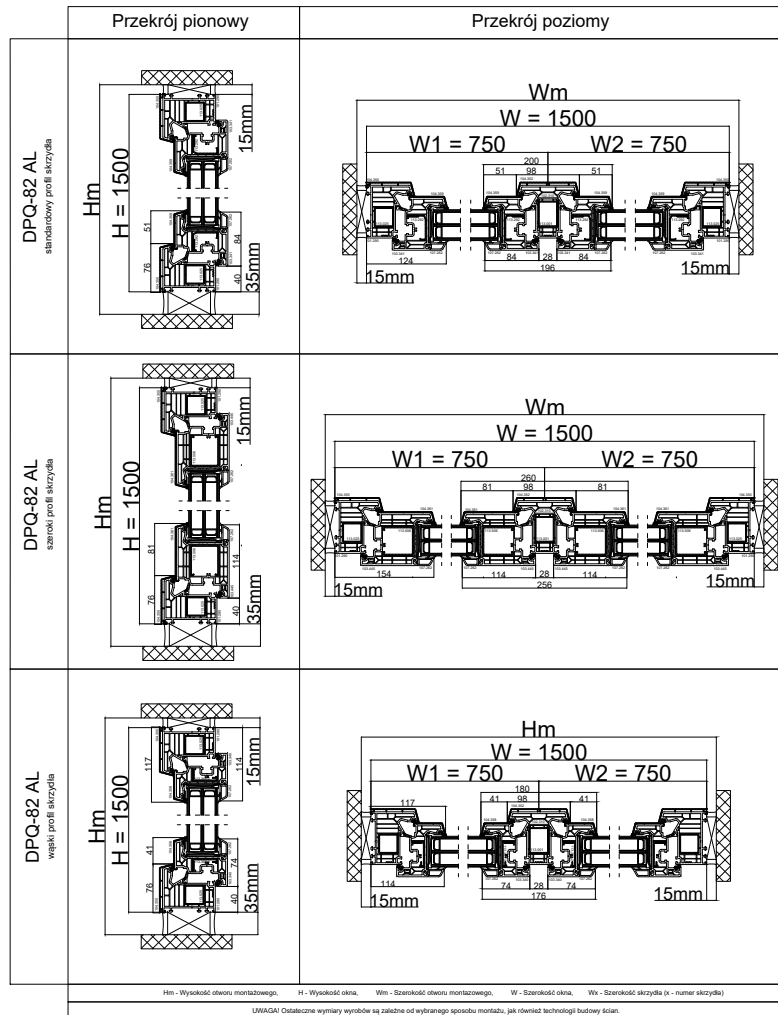 Przekrój pionowy
Przekrój poziomy
DPQ-82 AL
standardowy profil skrzydła
Hm
H = 1500
15mm
51
76
84
40
35mm
Wm
W = 1500
W1 = 750
W2 = 750
200
51
98
51
124
84
28
84
196
15mm
15mm
DPQ-82 AL
szeroki profil skrzydła
Hm
H = 1500
15mm
81
76
114
40
35mm
Wm
W = 1500
W1 = 750
W2 = 750
260
81
98
81
154
114
28
114
256
15mm
15mm
DPQ-82 AL
wąski profil skrzydła
Hm
H = 1500
117
114
15mm
41
76
74
40
35mm
Hm
W = 1500
W1 = 750
W2 = 750
180
117
41
98
41
114
74
28
74
176
15mm
15mm
Hm - Wysokość otworu montażowego, H - Wysokość okna, Wm - Szerokość otworu montazowego, W - Szerokość okna, Wx - Szerokość skrzydła (x - numer skrzydła)
UWAGA! Ostateczne wymiary wyrobów są zależne od wybranego sposobu montażu, jak również technologii budowy ścian.